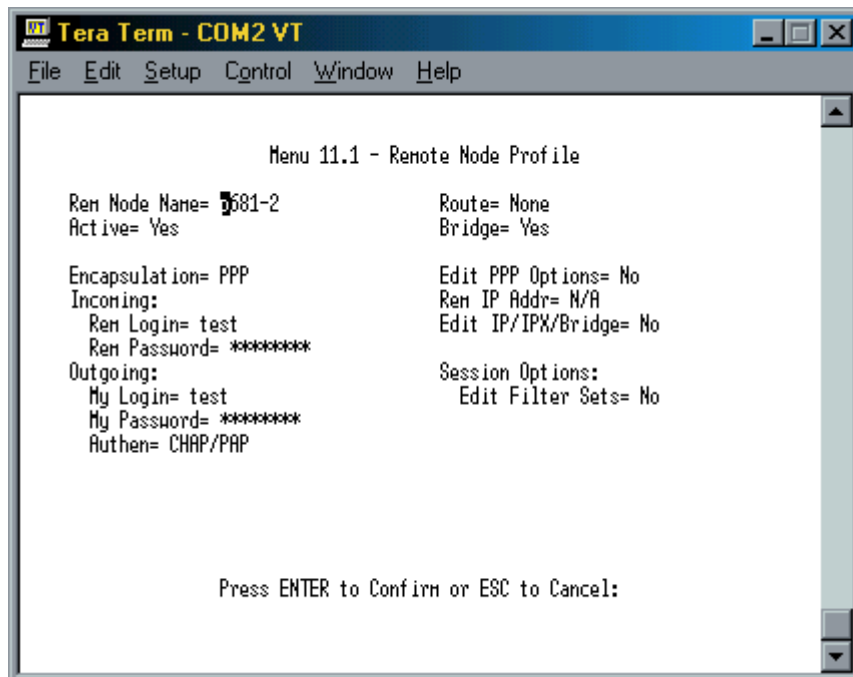 Tera Term - COM2 VT
File Edit Setup Control Window Help
Menu 11.1 - Remote Node Profile
Rem Node Name= p681-2 Route= None
Active= Yes Bridge= Yes
Encapsulation= PPP Edit PPP Options= No
Incoming: Rem IP Addr= N/A
Rem Login= test Edit IP/IPX/Bridge= No
Rem Password= ********
Outgoing: Session Options:
My Login= test Edit Filter Sets= No
My Password= ********
Authen= CHAP/PAP
Press ENTER to Confirm or ESC to Cancel: